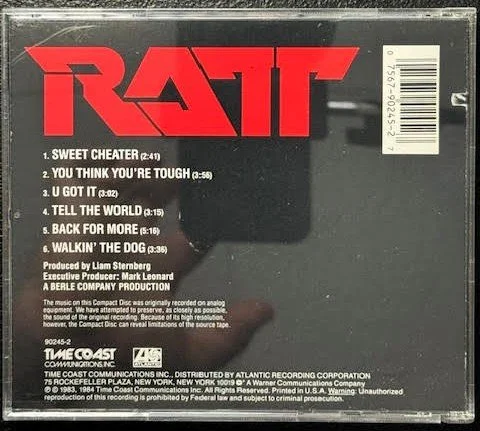 RATT
0 7567-90245-2 7
1. SWEET CHEATER (2:41)
2. YOU THINK YOU'RE TOUGH (3:56)
3. U GOT IT (3:02)
4. TELL THE WORLD (3:15)
5. BACK FOR MORE (5:16)
6. WALKIN' THE DOG (3:36)
Produced by Liam Sternberg
Executive Producer: Mark Leonard
A BERLE COMPANY PRODUCTION
The music on this Compact Disc was originally recorded on analog
equipment. We have attempted to preserve, as closely as possible,
the sound of the original recording. Because of its high resolution,
however, the Compact Disc can reveal limitations of the source tape.
90245-2
TIME COAST
COMMUNICATIONS INC.
ATLANTIC
TIME COAST COMMUNICATIONS INC., DISTRIBUTED BY ATLANTIC RECORDING CORPORATION
75 ROCKEFELLER PLAZA, NEW YORK, NEW YORK 10019 A Warner Communications Company
℗ © 1983, 1984 Time Coast Communications Inc. All Rights Reserved. Printed in U.S.A. Warning: Unauthorized
reproduction of this recording is prohibited by Federal law and subject to criminal prosecution.